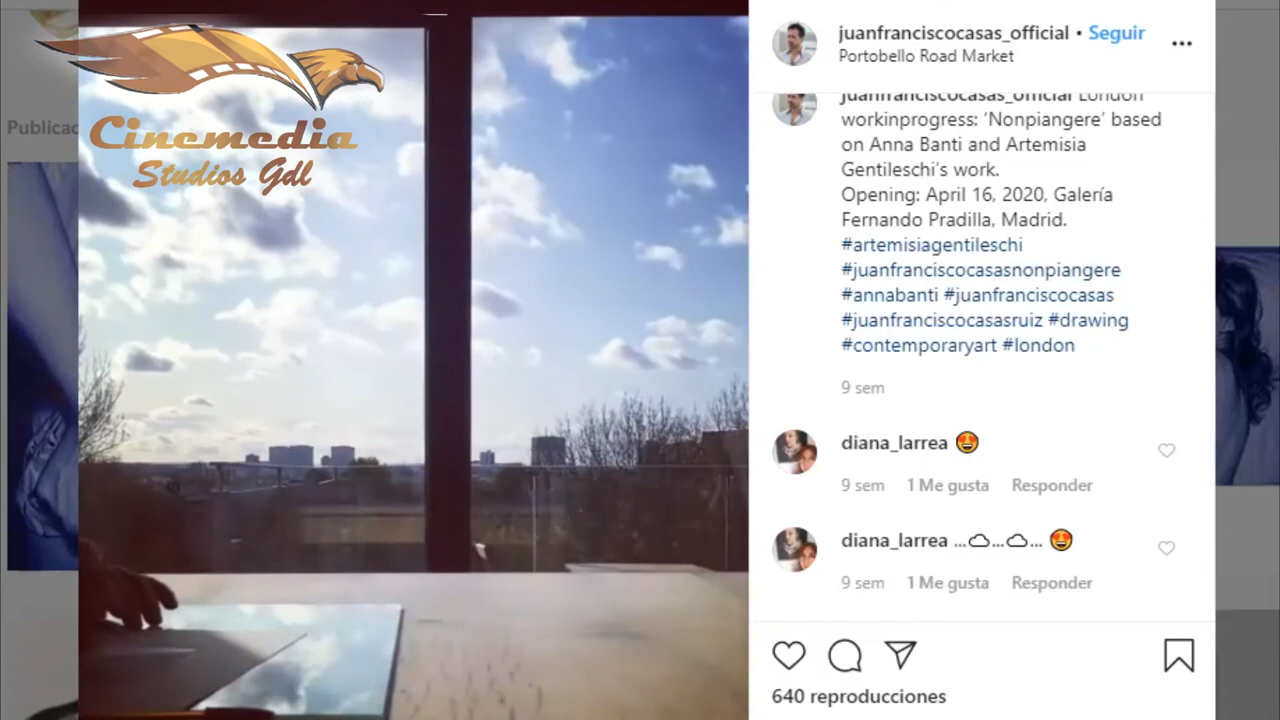 Cinemedia
Studios Gdl
Publicac
juanfranciscocasas_official • Seguir
Portobello Road Market
juanfranciscocasas_official London
workinprogress: ‘Nonpiangere’ based
on Anna Banti and Artemisia
Gentileschi’s work.
Opening: April 16, 2020, Galería
Fernando Pradilla, Madrid.
#artemisiagentileschi
#juanfranciscocasasnonpiangere
#annabanti #juanfranciscocasas
#juanfranciscocasasruiz #drawing
#contemporaryart #london
9 sem
diana_larrea 🤩
9 sem 1 Me gusta Responder
diana_larrea ...☁...☁... 🤩
9 sem 1 Me gusta Responder
640 reproducciones